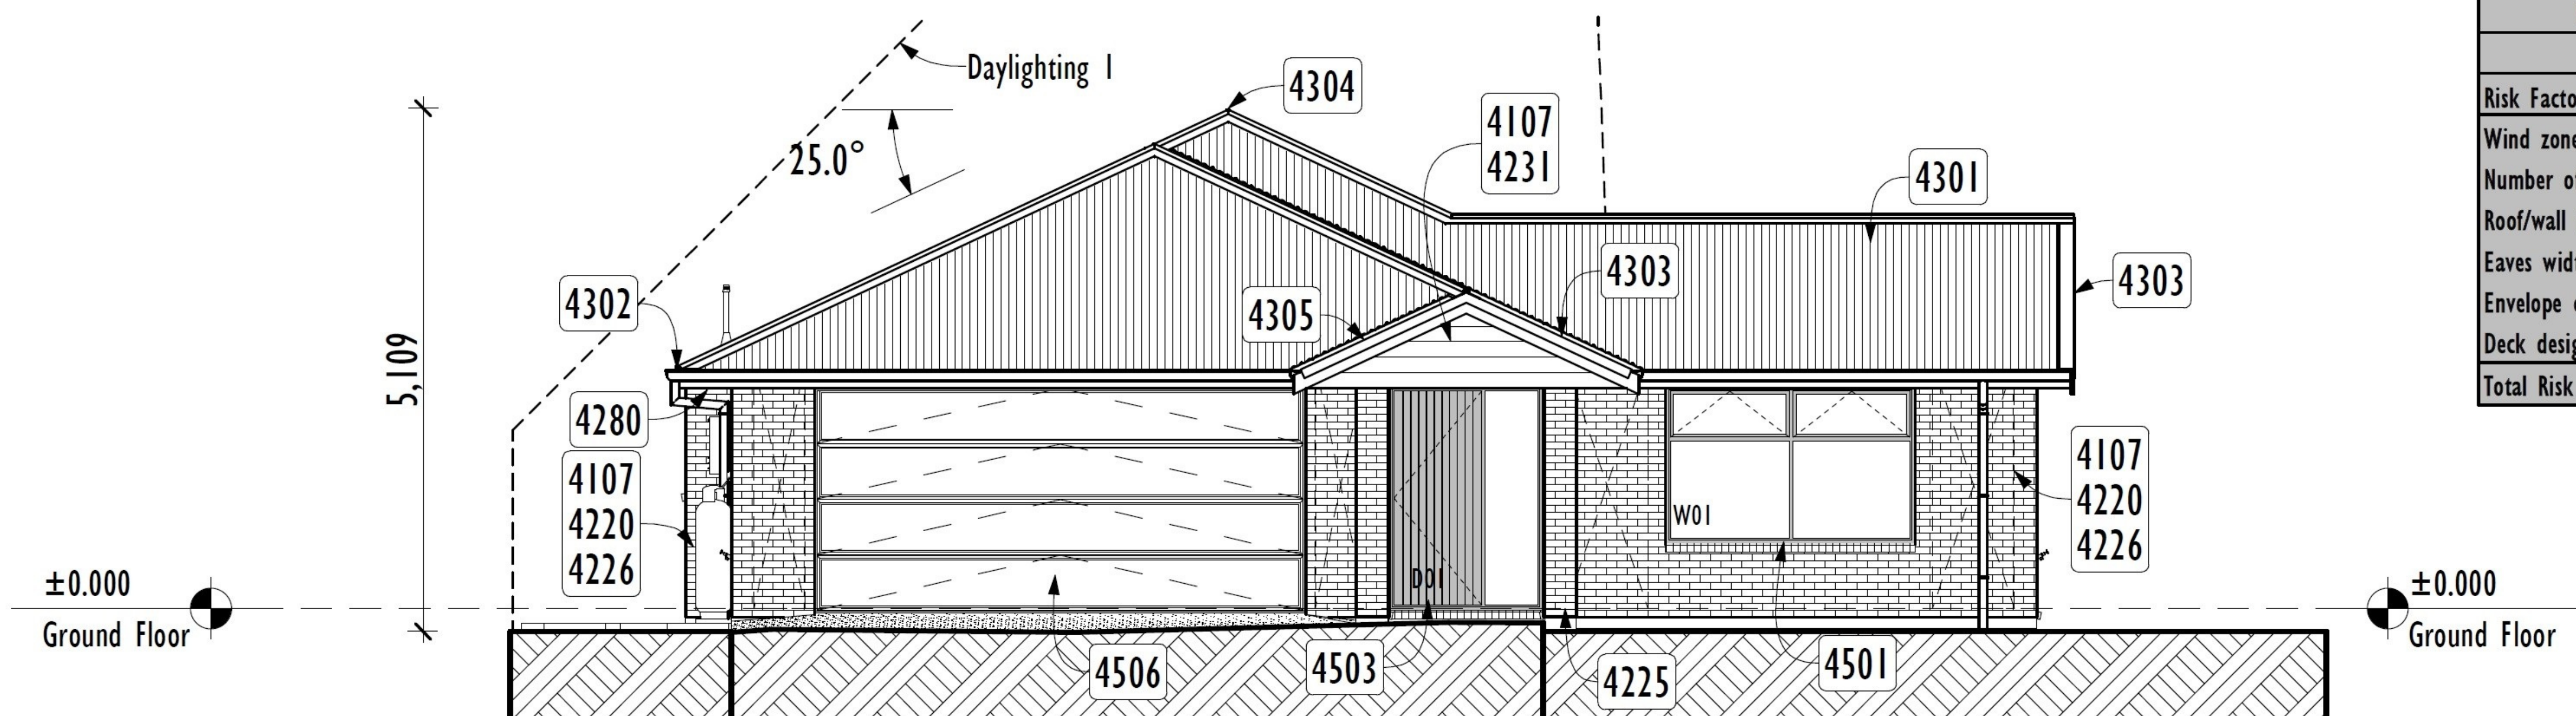 Daylighting 1
25.0°
4304
4107
4231
4301
4303
4303
4302
4305
5,109
4280
4107
4220
4226
4107
4220
4226
W01
D01
±0.000
Ground Floor
±0.000
Ground Floor
4506
4503
4225
4501
Risk Facto
Wind zone
Number o
Roof/wall
Eaves wid
Envelope
Deck desig
Total Risk